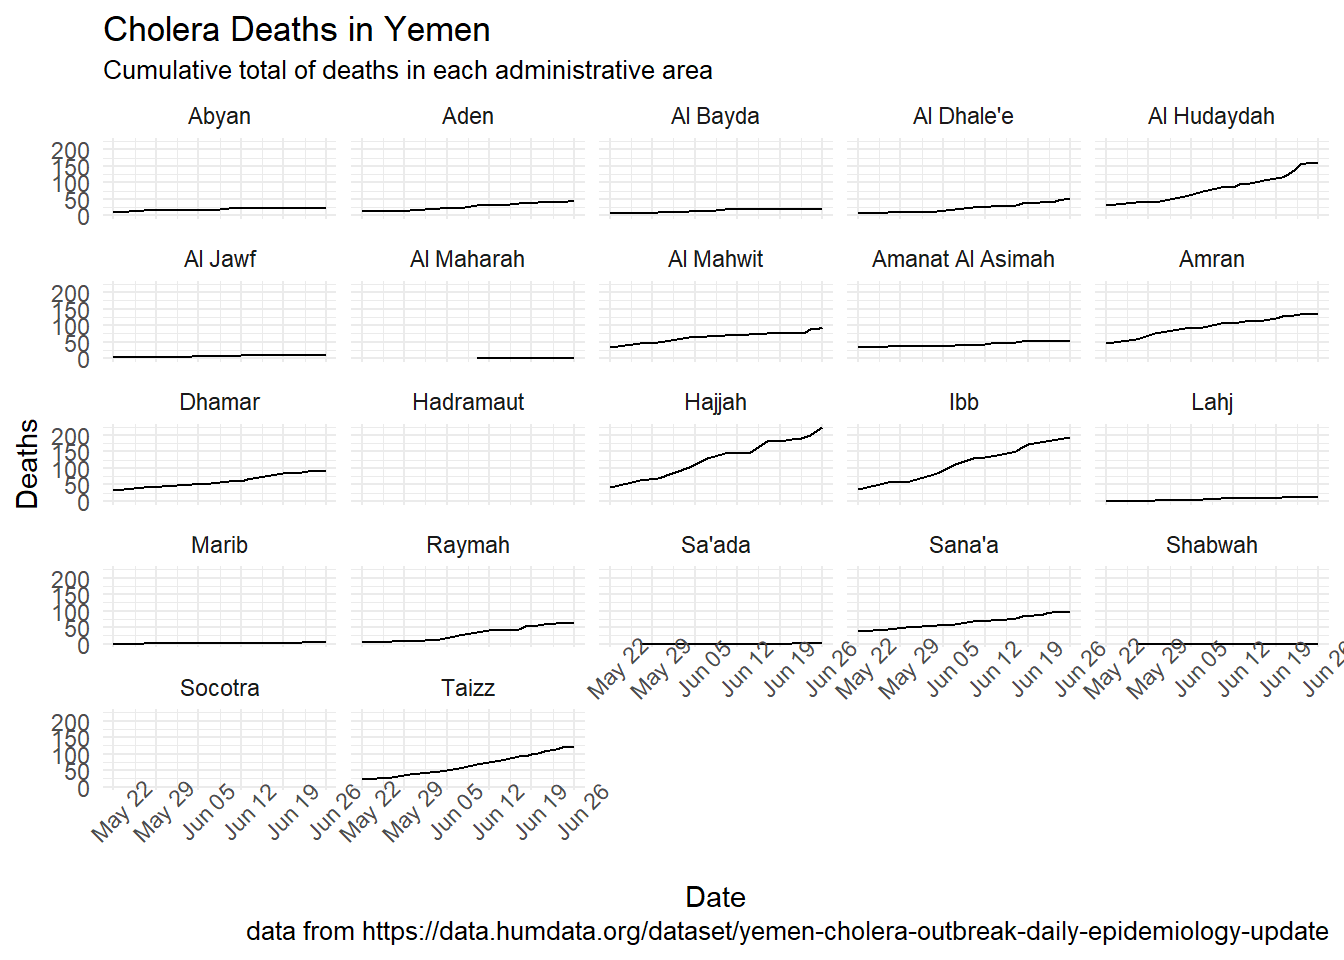 Cholera Deaths in Yemen
Cumulative total of deaths in each administrative area
Abyan Aden Al Bayda Al Dhale'e Al Hudaydah
200
150
100
50
0
Al Jawf Al Maharah Al Mahwit Amanat Al Asimah Amran
200
150
100
50
0
Dhamar Hadramaut Hajjah Ibb Lahj
200
150
100
50
0
Deaths
Marib Raymah Sa'ada Sana'a Shabwah
200
150
100
50
0
May 22 May 29 Jun 05 Jun 12 Jun 19 Jun 26 May 22 May 29 Jun 05 Jun 12 Jun 19 Jun 26 May 22 May 29 Jun 05 Jun 12 Jun 19 Jun 26
Socotra Taizz
200
150
100
50
0
May 22 May 29 Jun 05 Jun 12 Jun 19 Jun 26 May 22 May 29 Jun 05 Jun 12 Jun 19 Jun 26
Date
data from https://data.humdata.org/dataset/yemen-cholera-outbreak-daily-epidemiology-update